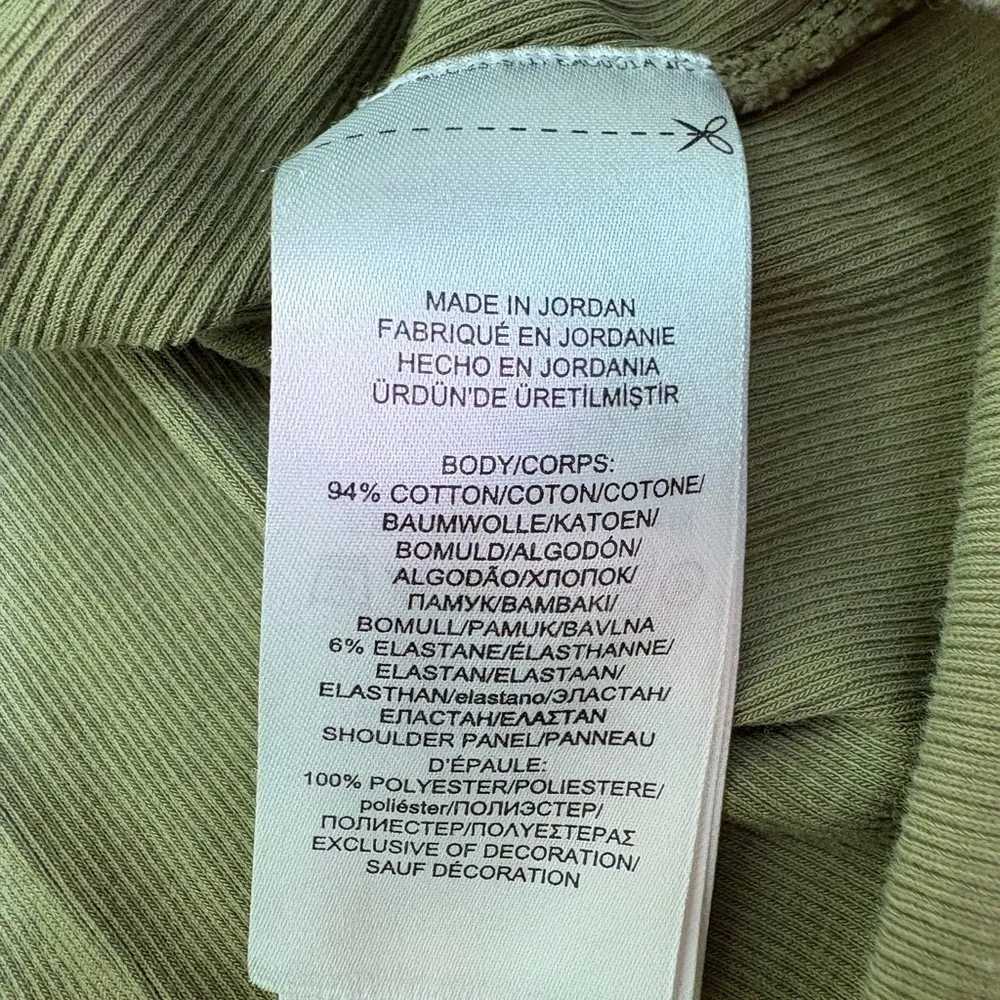 MADE IN JORDAN
FABRIQUÉ EN JORDANIE
HECHO EN JORDANIA
ÜRDÜN'DE ÜRETILMIŞTIR
BODY/CORPS:
94% COTTON/COTON/COTONE/
BAUMWOLLE/KATOEN/
BOMULD/ALGODÓN/
ALGODÃO/ХЛОПОК/
ПАМУК/ΒΑΜΒΑΚΙ/
BOMULL/PAMUK/BAVLNA
6% ELASTANE/ÉLASTHANNE/
ELASTAN/ELASTAAN/
ELASTHAN/elastano/ЭЛАСТАН/
ЕЛАСТАН/ΕΛΑΣΤΑΝ
SHOULDER PANEL/PANNEAU
D'ÉPAULE:
100% POLYESTER/POLIESTERE/
poliéster/ПОЛИЭСТЕР/
ПОЛИЕСТЕР/ΠΟΛΥΕΣΤΕΡΑΣ
EXCLUSIVE OF DECORATION/
SAUF DÉCORATION